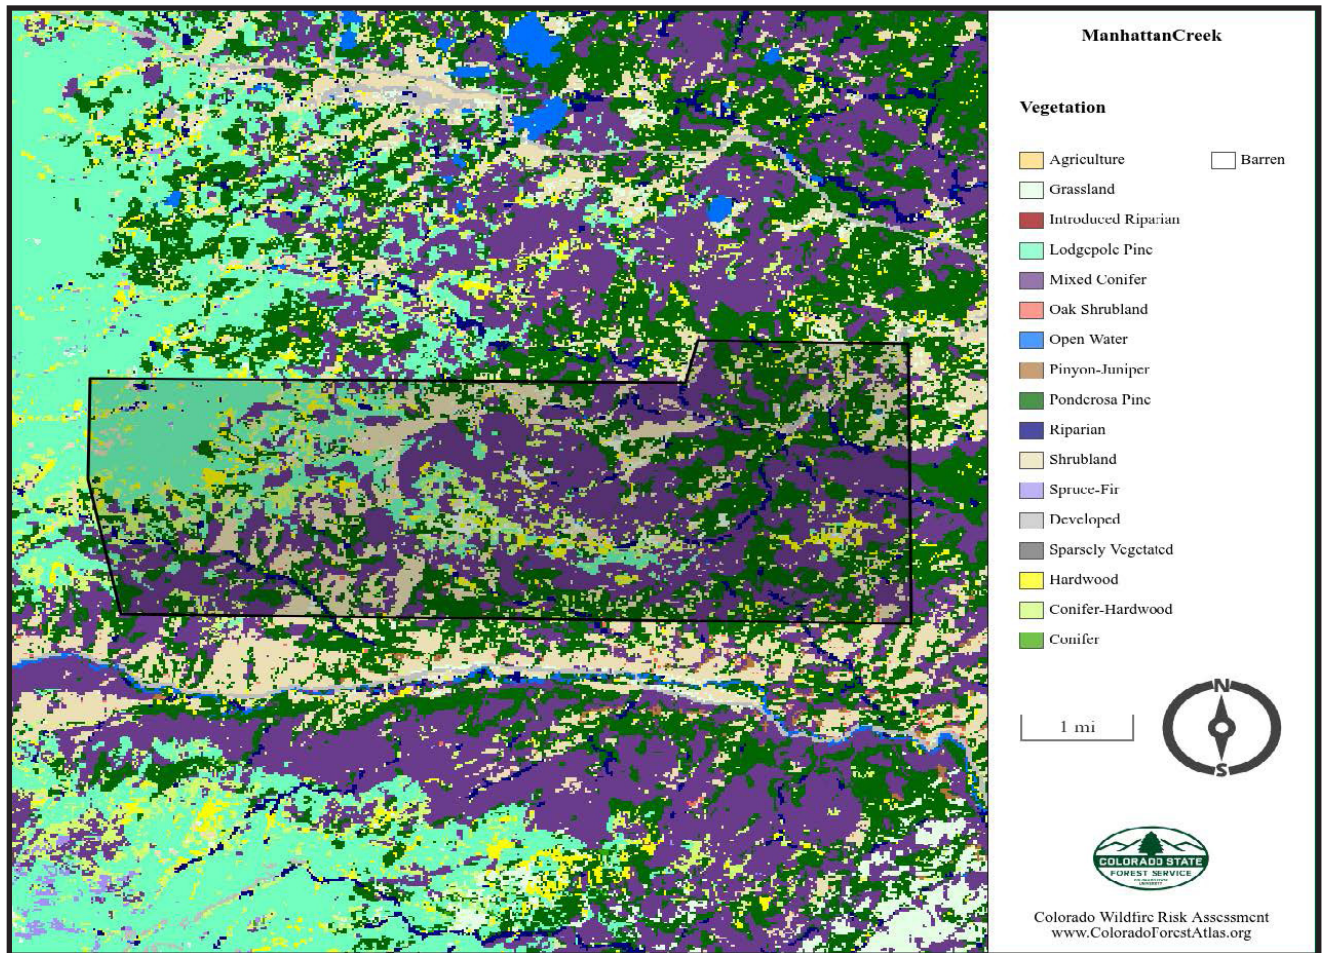 ManhattanCreek
Vegetation
Agriculture
Barren
Grassland
Introduced Riparian
Lodgepole Pine
Mixed Conifer
Oak Shrubland
Open Water
Pinyon-Juniper
Ponderosa Pine
Riparian
Shrubland
Spruce-Fir
Developed
Sparsely Vegetated
Hardwood
Conifer-Hardwood
Conifer
N
1 mi
S
COLORADO STATE
FOREST SERVICE
Colorado Wildfire Risk Assessment
www.ColoradoForestAtlas.org